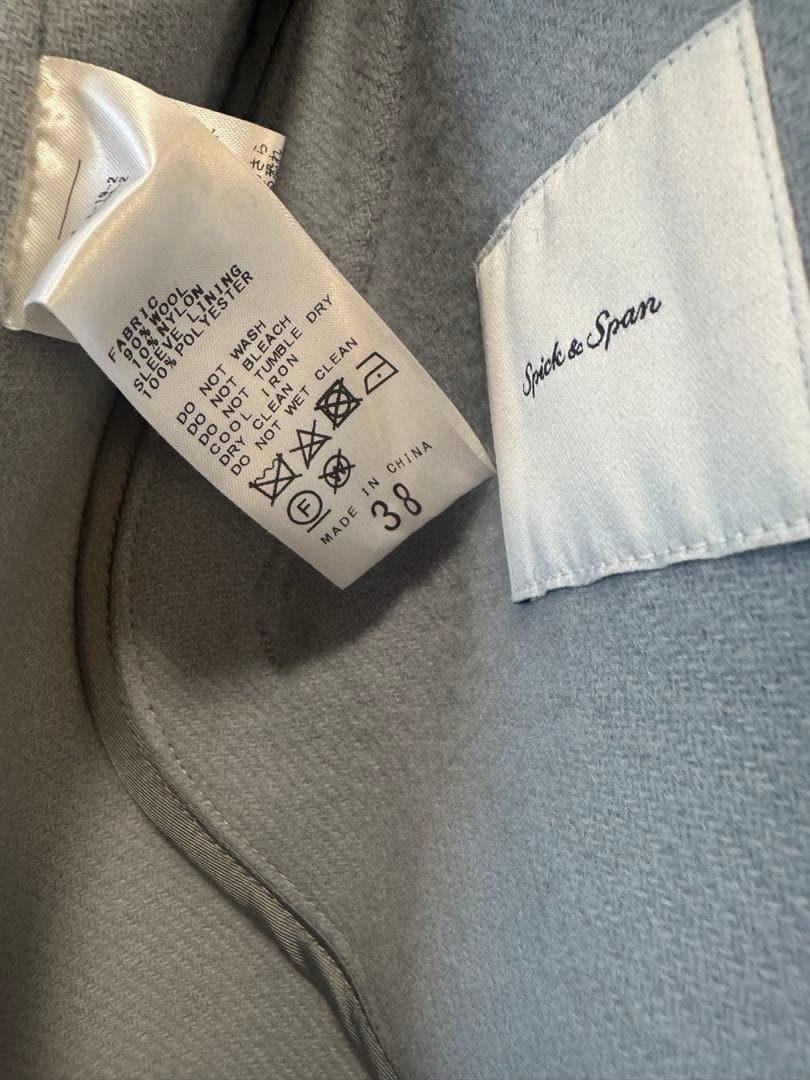 FABRIC
90% WOOL
10% NYLON
SLEEVE LINING
100% POLYESTER
DO NOT WASH
DO NOT BLEACH
DO NOT TUMBLE DRY
COOL IRON
DRY CLEAN
DO NOT WET CLEAN
F
W
MADE IN CHINA
38
Spick & Span